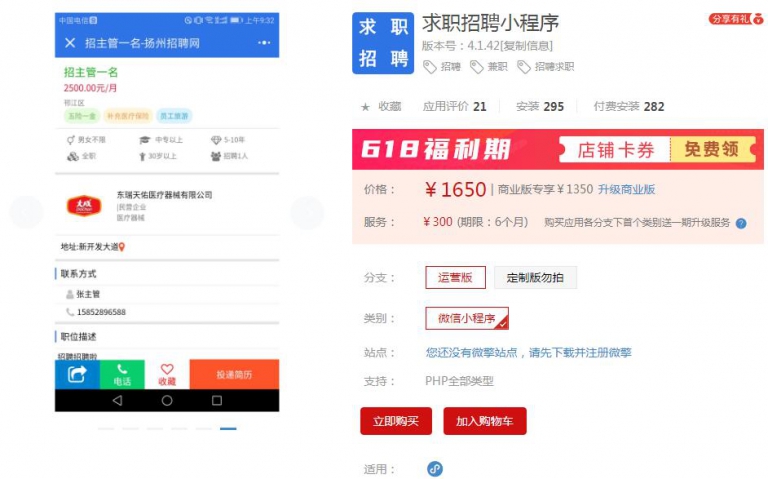 中国电信 上午9:32
招主管一名-扬州招聘网
招主管一名
2500.00元/月
邗江区
五险一金 补充医疗保险 员工旅游
男女不限 中专以上 5-10年
全职 30岁以上 招聘1人
东瑞天佑医疗器械有限公司
|民营企业
医疗器械
地址:新开发大道
联系方式
张主管
15852896588
职位描述
招聘招聘啦
电话 收藏 投递简历
求职招聘
求职招聘小程序
分享有礼
版本号：4.1.42[复制信息]
招聘 兼职 招聘求职
收藏 应用评价 21 安装 295 付费安装 282
618福利期 店铺卡券 免费领
价格： ￥1650 | 商业版专享￥1350 升级商业版
服务： ￥300 (期限：6个月) 购买应用各分支下首个类别送一期升级服务 ?
分支： 运营版 定制版勿拍
类别： 微信小程序
站点： 您还没有微擎站点，请先下载并注册微擎
支持： PHP全部类型
立即购买 加入购物车
适用：